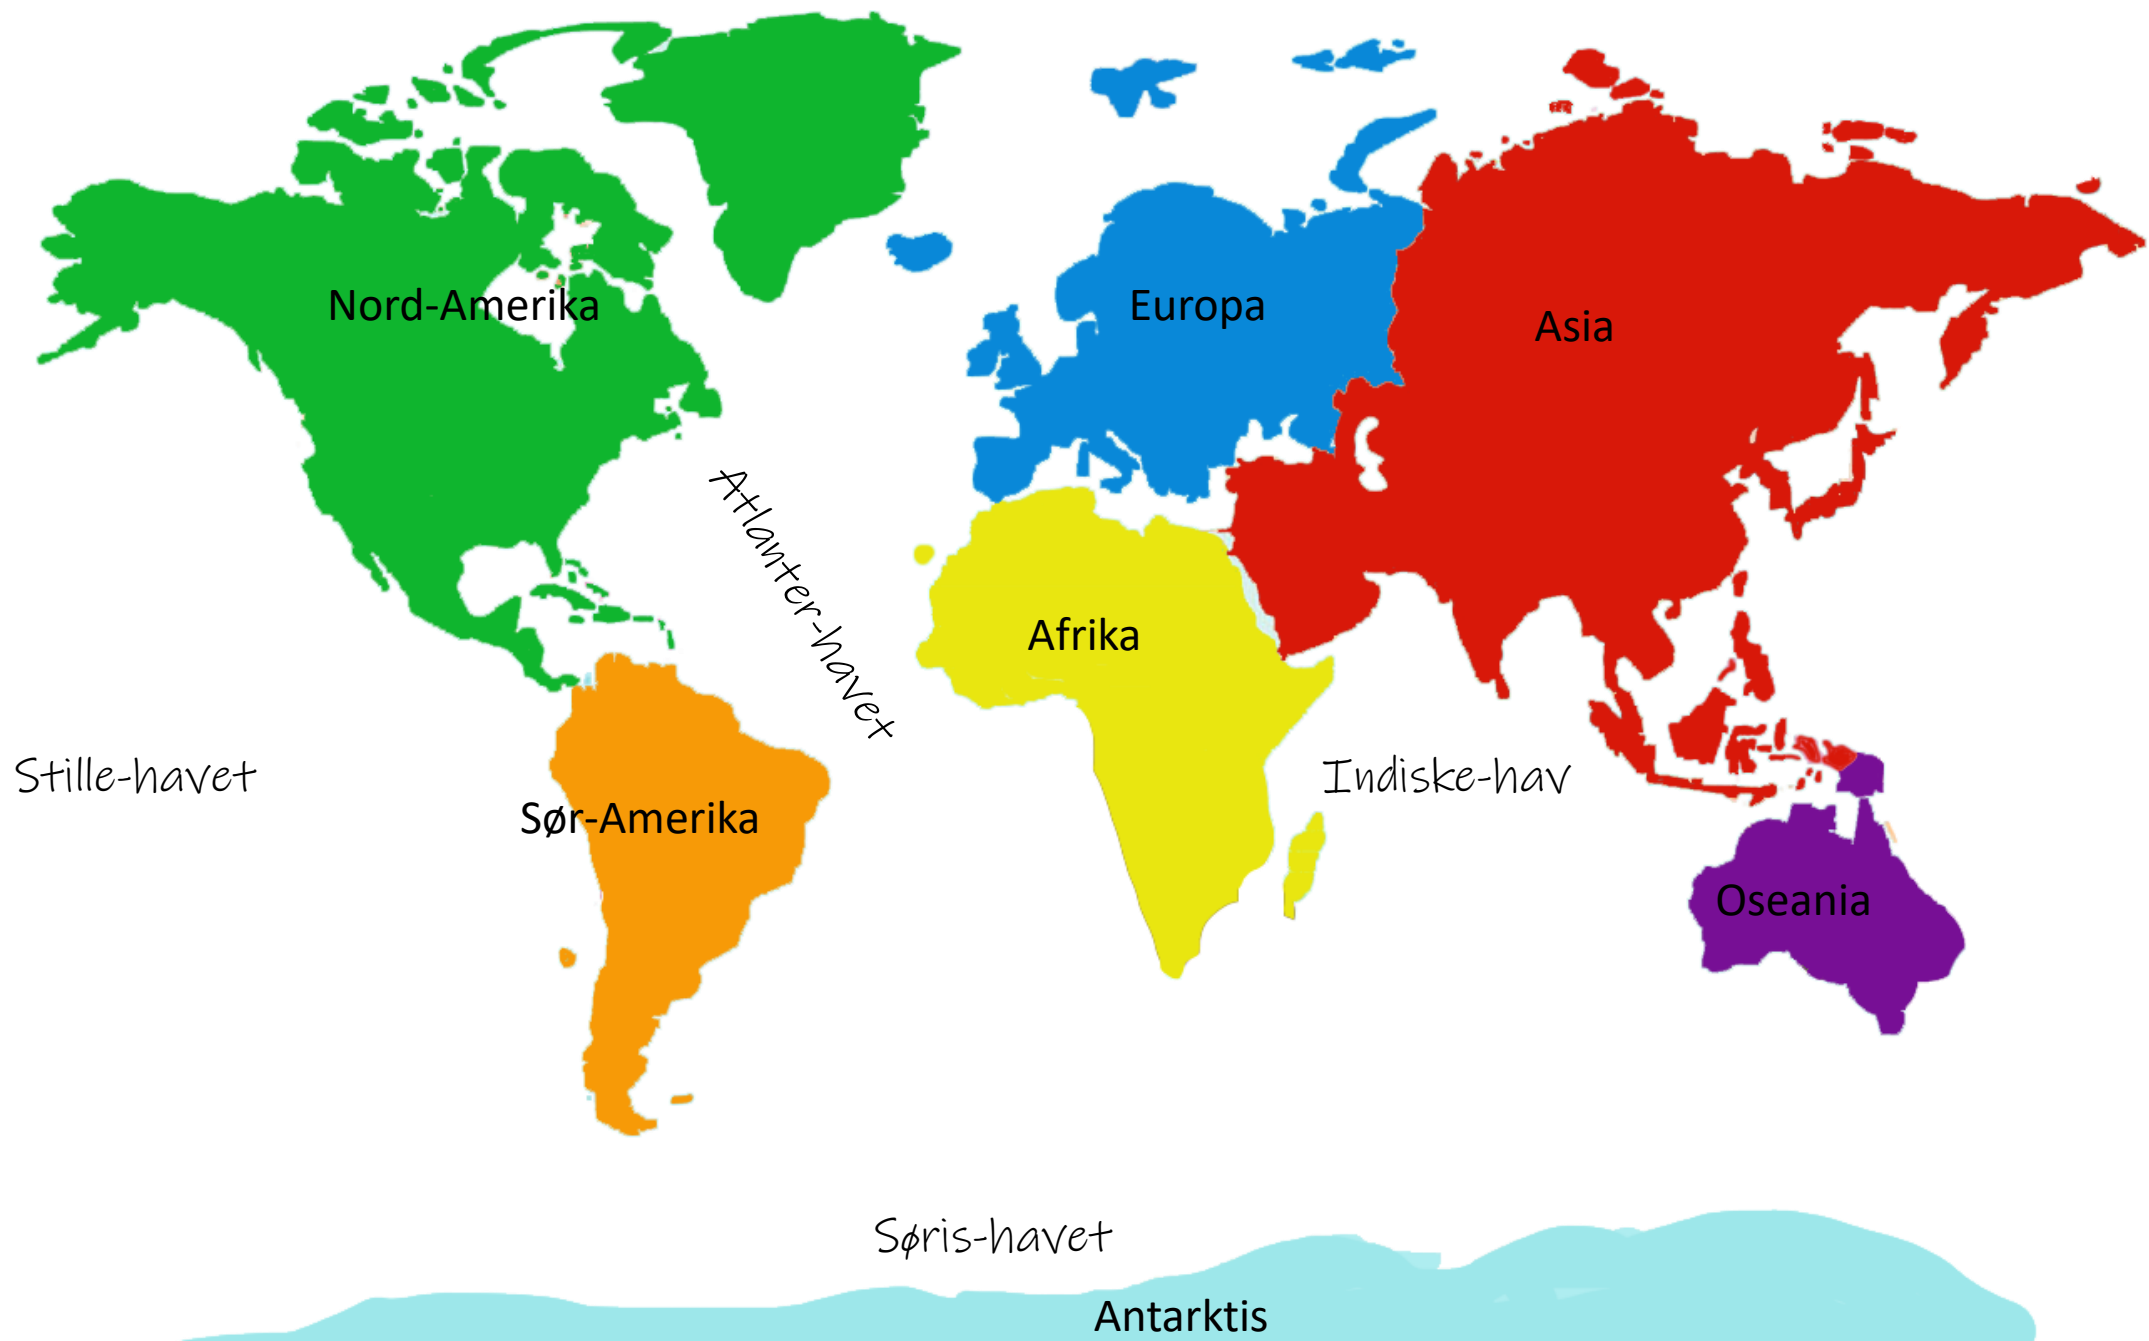 Nord-Amerika
Europa
Asia
Atlanter-havet
Afrika
Stille-havet
Indiske-hav
Sør-Amerika
Oseania
Søris-havet
Antarktis